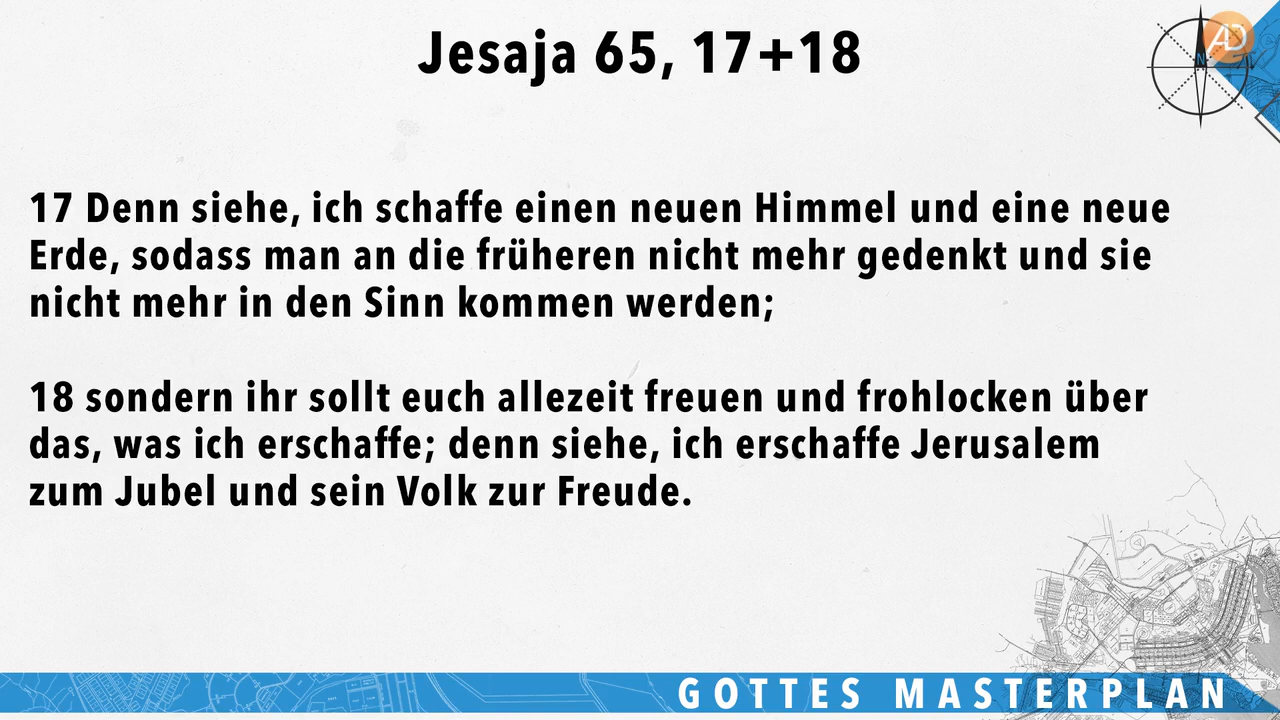 Jesaja 65, 17+18
AD
N
17 Denn siehe, ich schaffe einen neuen Himmel und eine neue
Erde, sodass man an die früheren nicht mehr gedenkt und sie
nicht mehr in den Sinn kommen werden;
18 sondern ihr sollt euch allezeit freuen und frohlocken über
das, was ich erschaffe; denn siehe, ich erschaffe Jerusalem
zum Jubel und sein Volk zur Freude.
GOTTES MASTERPLAN